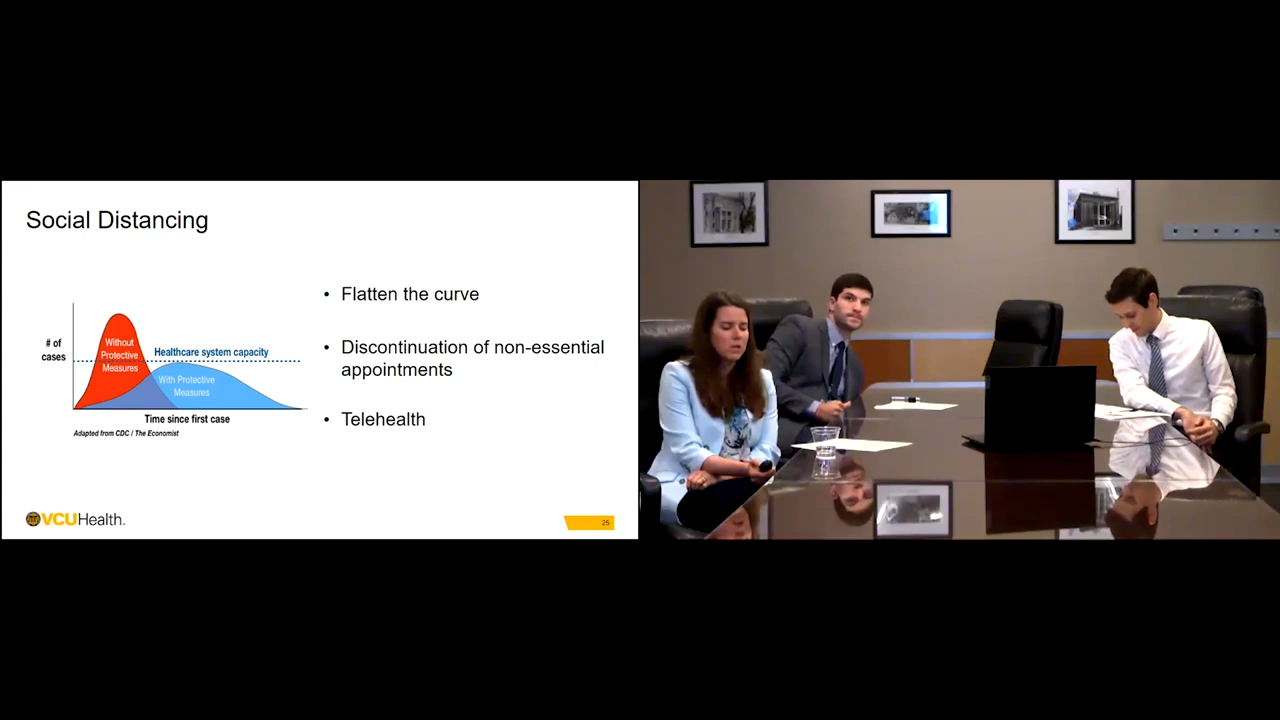 Social Distancing
# of
cases
Without
Protective
Measures
Healthcare system capacity
With Protective
Measures
Time since first case
Adapted from CDC / The Economist
• Flatten the curve
• Discontinuation of non-essential
appointments
• Telehealth
VCUHealth.
25